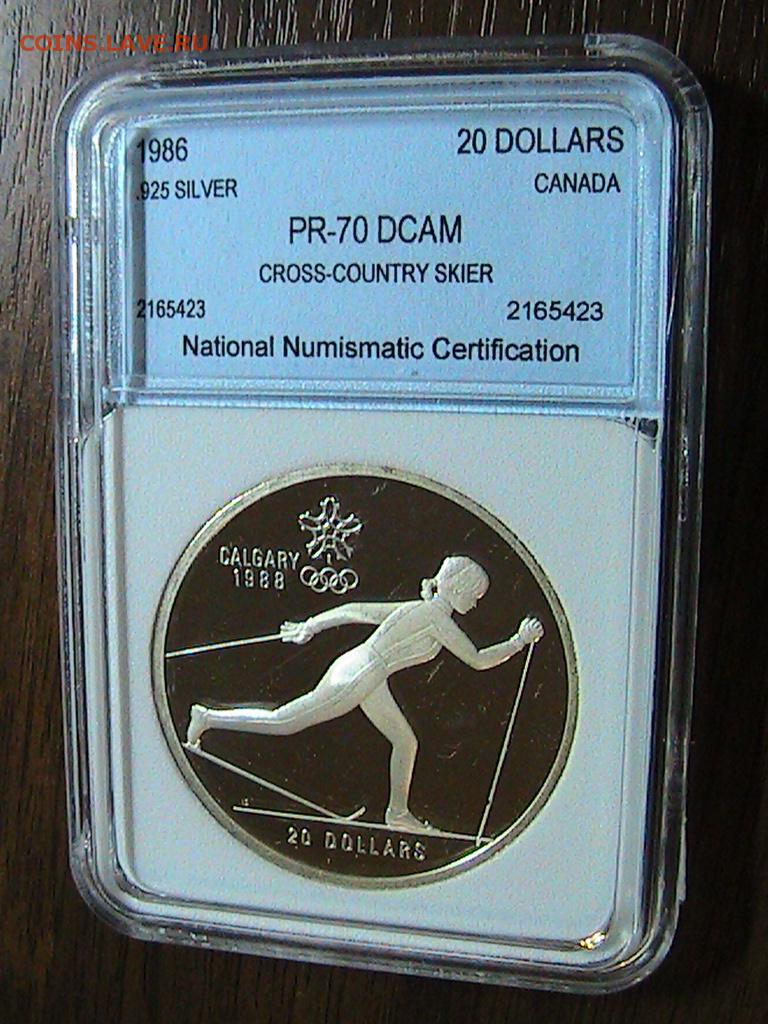 COINS.LAVE.RU
1986 20 DOLLARS
.925 SILVER CANADA
PR-70 DCAM
CROSS-COUNTRY SKIER
2165423 2165423
National Numismatic Certification
CALGARY
1988
20 DOLLARS